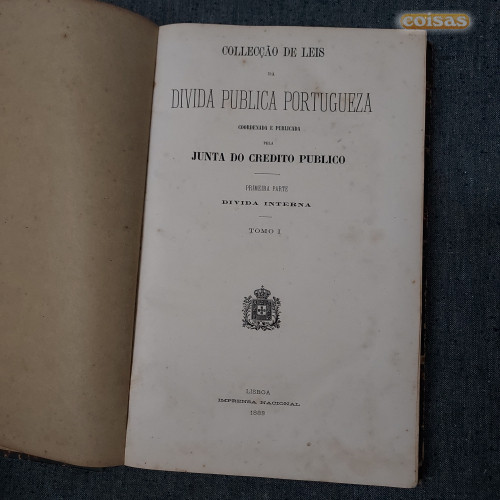 coisas
COLLECÇÃO DE LEIS
DA
DIVIDA PUBLICA PORTUGUEZA
COORDENADA E PUBLICADA
PELA
JUNTA DO CREDITO PUBLICO
PRIMEIRA PARTE
DIVIDA INTERNA
TOMO I
LISBOA
IMPRENSA NACIONAL